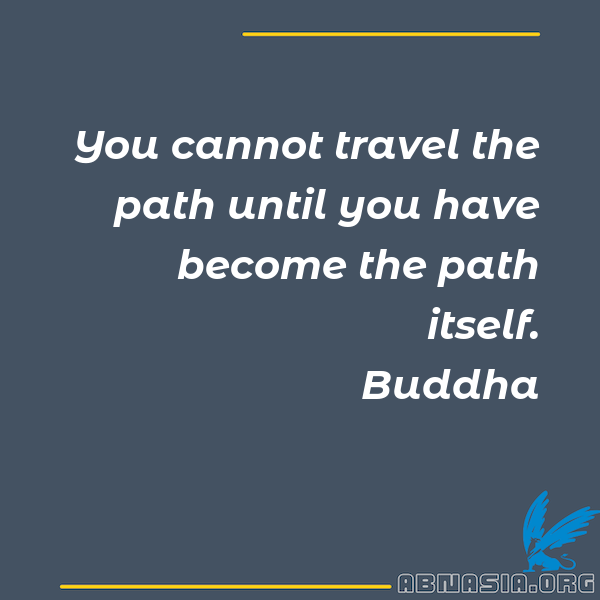 You cannot travel the
path until you have
become the path
itself.
Buddha
ABNASIA.ORG